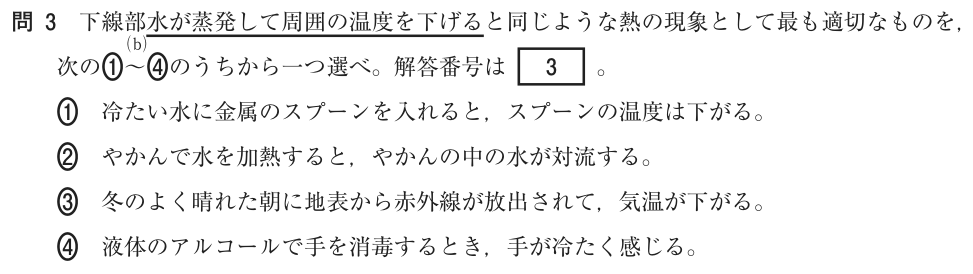 問 3 下線部水が蒸発して周囲の温度を下げると同じような熱の現象として最も適切なものを，
(b)
次の①～④のうちから一つ選べ。解答番号は 3 。
① 冷たい水に金属のスプーンを入れると，スプーンの温度は下がる。
② やかんで水を加熱すると，やかんの中の水が対流する。
③ 冬のよく晴れた朝に地表から赤外線が放出されて，気温が下がる。
④ 液体のアルコールで手を消毒するとき，手が冷たく感じる。